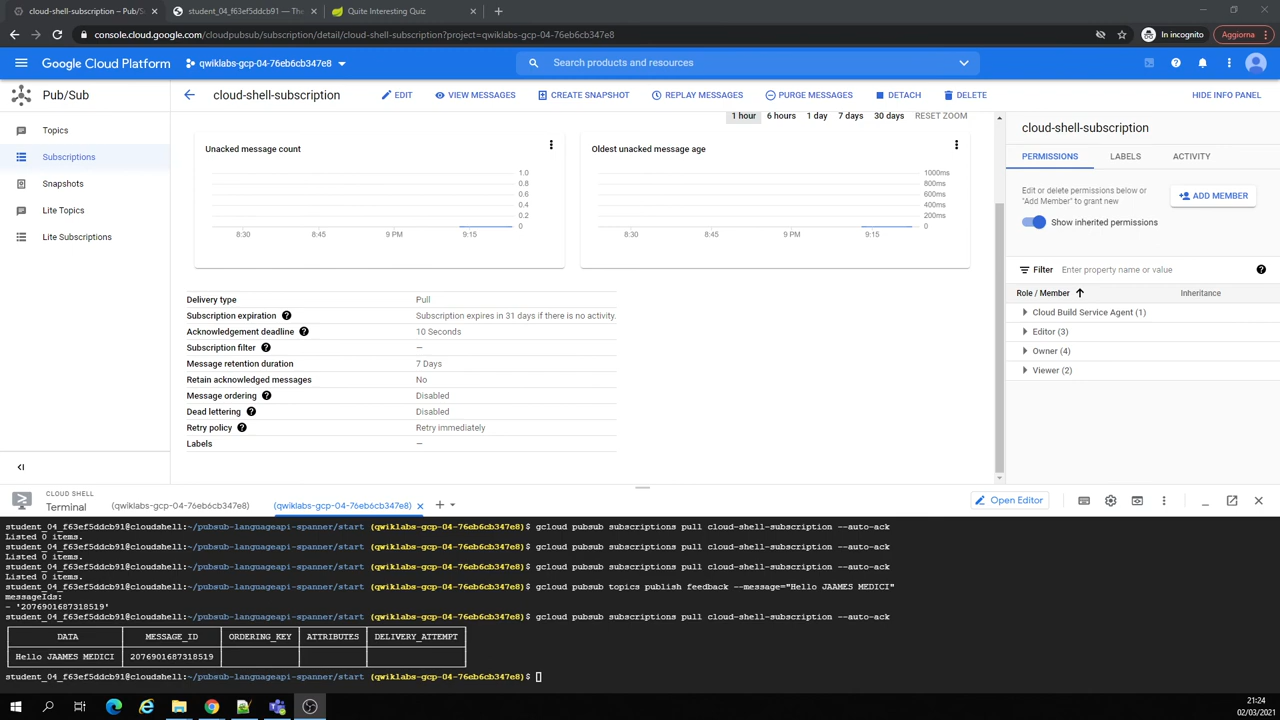 cloud-shell-subscription – Pu/Su
student_04_f63ef5ddcb91 — The
Quite Interesting Quiz
console.cloud.google.com/cloudpubsub/subscription/detail/cloud-shell-subscription?project=qwiklabs-gcp-04-76eb6cb347e8
In incognito
Aggiorna
Google Cloud Platform
qwiklabs-gcp-04-76eb6cb347e8
Search products and resources
Pub/Sub
cloud-shell-subscription
EDIT
VIEW MESSAGES
CREATE SNAPSHOT
REPLAY MESSAGES
PURGE MESSAGES
DETACH
DELETE
HIDE INFO PANEL
Topics
Subscriptions
Snapshots
Lite Topics
Lite Subscriptions
1 hour 6 hours 1 day 7 days 30 days RESET ZOOM
Unacked message count
1.0
0.8
0.6
0.4
0.2
0
8:30 8:45 9 PM 9:15
Oldest unacked message age
1000ms
800ms
600ms
400ms
200ms
0
8:30 8:45 9 PM 9:15
Delivery type Pull
Subscription expiration Subscription expires in 31 days if there is no activity.
Acknowledgement deadline 10 Seconds
Subscription filter —
Message retention duration 7 Days
Retain acknowledged messages No
Message ordering Disabled
Dead lettering Disabled
Retry policy Retry immediately
Labels —
cloud-shell-subscription
PERMISSIONS LABELS ACTIVITY
Edit or delete permissions below or
"Add Member" to grant new
ADD MEMBER
Show inherited permissions
Filter Enter property name or value
Role / Member Inheritance
Cloud Build Service Agent (1)
Editor (3)
Owner (4)
Viewer (2)
CLOUD SHELL
Terminal
(qwiklabs-gcp-04-76eb6cb347e8)
(qwiklabs-gcp-04-76eb6cb347e8)
Open Editor
student_04_f63ef5ddcb91@cloudshell:~/pubsub-languageapi-spanner/start (qwiklabs-gcp-04-76eb6cb347e8)$ gcloud pubsub subscriptions pull cloud-shell-subscription --auto-ack
Listed 0 items.
student_04_f63ef5ddcb91@cloudshell:~/pubsub-languageapi-spanner/start (qwiklabs-gcp-04-76eb6cb347e8)$ gcloud pubsub subscriptions pull cloud-shell-subscription --auto-ack
Listed 0 items.
student_04_f63ef5ddcb91@cloudshell:~/pubsub-languageapi-spanner/start (qwiklabs-gcp-04-76eb6cb347e8)$ gcloud pubsub subscriptions pull cloud-shell-subscription --auto-ack
Listed 0 items.
student_04_f63ef5ddcb91@cloudshell:~/pubsub-languageapi-spanner/start (qwiklabs-gcp-04-76eb6cb347e8)$ gcloud pubsub topics publish feedback --message="Hello JAAMES MEDICI"
messageIds:
- '2076901687318519'
student_04_f63ef5ddcb91@cloudshell:~/pubsub-languageapi-spanner/start (qwiklabs-gcp-04-76eb6cb347e8)$ gcloud pubsub subscriptions pull cloud-shell-subscription --auto-ack
DATA MESSAGE_ID ORDERING_KEY ATTRIBUTES DELIVERY_ATTEMPT
Hello JAAMES MEDICI 2076901687318519
student_04_f63ef5ddcb91@cloudshell:~/pubsub-languageapi-spanner/start (qwiklabs-gcp-04-76eb6cb347e8)$
21:24
02/03/2021